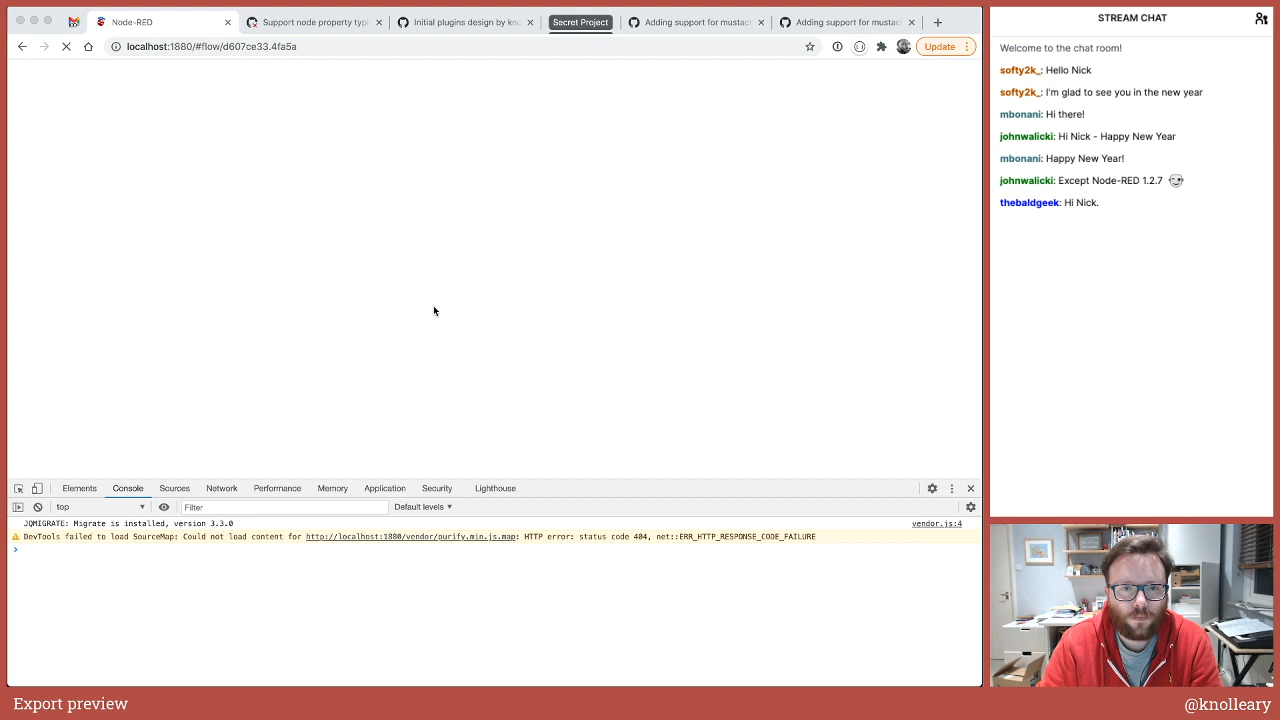 Node-RED
Support node property type
Initial plugins design by kno
Secret Project
Adding support for mustach
Adding support for mustach
localhost:1880/#flow/d607ce33.4fa5a
Update
Elements
Console
Sources
Network
Performance
Memory
Application
Security
Lighthouse
top
Filter
Default levels
JQMIGRATE: Migrate is installed, version 3.3.0
vendor.js:4
DevTools failed to load SourceMap: Could not load content for http://localhost:1880/vendor/purify.min.js.map: HTTP error: status code 404, net::ERR_HTTP_RESPONSE_CODE_FAILURE
STREAM CHAT
Welcome to the chat room!
softy2k_: Hello Nick
softy2k_: I'm glad to see you in the new year
mbonani: Hi there!
johnwalicki: Hi Nick - Happy New Year
mbonani: Happy New Year!
johnwalicki: Except Node-RED 1.2.7
thebaldgeek: Hi Nick.
Export preview
@knolleary